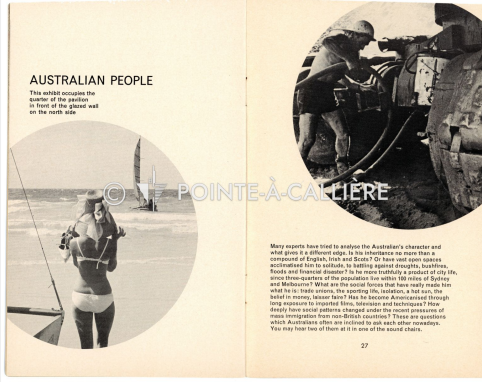 AUSTRALIAN PEOPLE
This exhibit occupies the
quarter of the pavilion
in front of the glazed wall
on the north side
© POINTE-À-CALLIÈRE
Many experts have tried to analyse the Australian's character and
what gives it a different edge. Is his inheritance no more than a
compound of English, Irish and Scots? Or have vast open spaces
acclimatised him to solitude, to battling against droughts, bushfires,
floods and financial disaster? Is he more truthfully a product of city life,
since three-quarters of the population live within 100 miles of Sydney
and Melbourne? What are the social forces that have really made him
what he is: trade unions, the sporting life, isolation, a hot sun, the
belief in money, laisser faire? Has he become Americanised through
long exposure to imported films, television and techniques? How
deeply have social patterns changed under the recent pressures of
mass immigration from non-British countries? These are questions
which Australians often are inclined to ask each other nowadays.
You may hear two of them at it in one of the sound chairs.
27